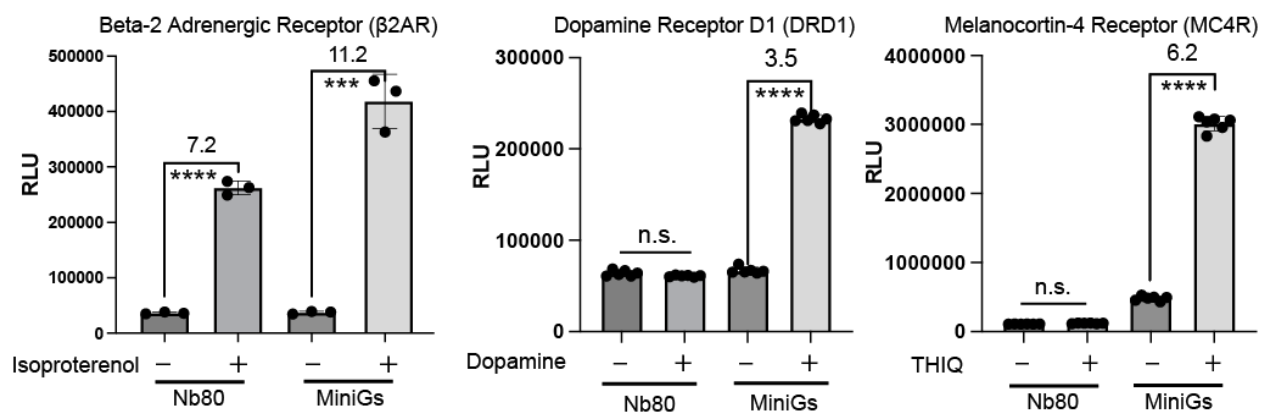 Beta-2 Adrenergic Receptor (β2AR)
RLU
500000
400000
300000
200000
100000
0
7.2
****
11.2
***
Isoproterenol – + – +
Nb80 MiniGs
Dopamine Receptor D1 (DRD1)
RLU
300000
200000
100000
0
n.s.
3.5
****
Dopamine – + – +
Nb80 MiniGs
Melanocortin-4 Receptor (MC4R)
RLU
4000000
3000000
2000000
1000000
0
n.s.
6.2
****
THIQ – + – +
Nb80 MiniGs